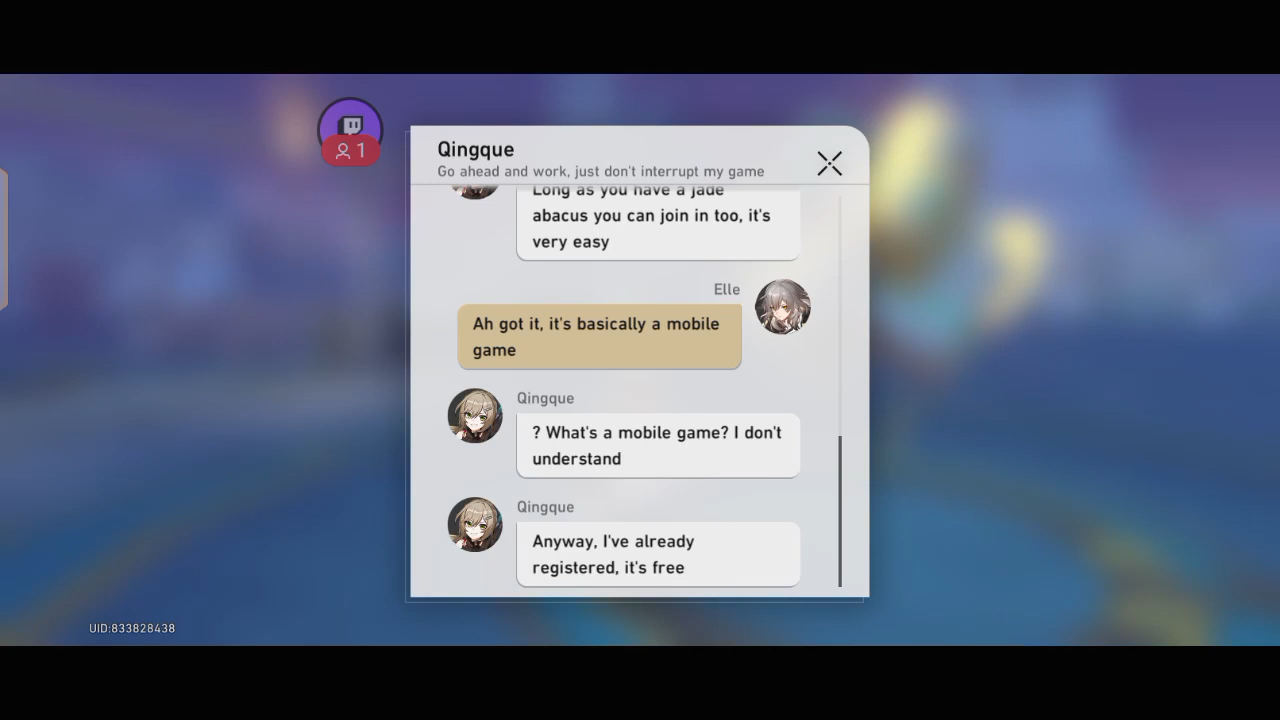 1
Qingque
Go ahead and work, just don't interrupt my game
Long as you have a jade
abacus you can join in too, it's
very easy
Elle
Ah got it, it's basically a mobile
game
Qingque
? What's a mobile game? I don't
understand
Qingque
Anyway, I've already
registered, it's free
UID:833828438